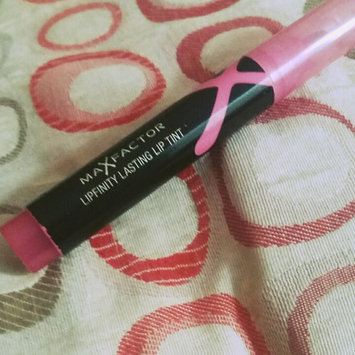 MAXFACTOR
LIPFINITY LASTING LIP TINT